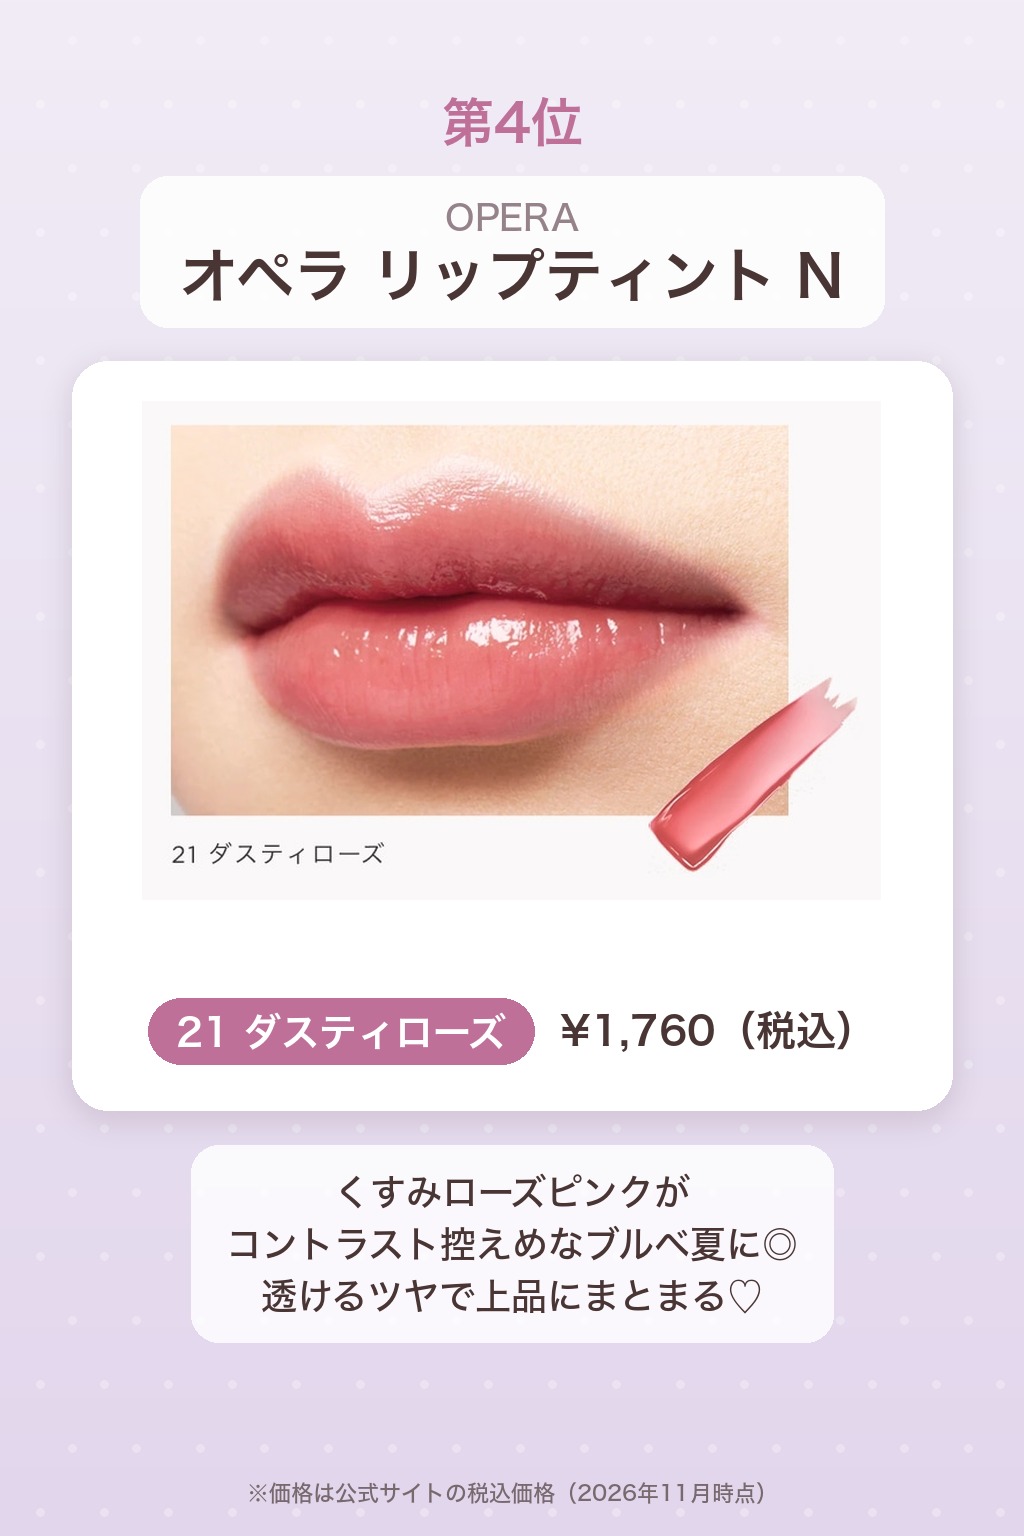 第4位
OPERA
オペラ リップティント N
21 ダスティローズ
21 ダスティローズ ¥1,760（税込）
くすみローズピンクが
コントラスト控えめなブルベ夏に◎
透けるツヤで上品にまとまる♡
※価格は公式サイトの税込価格（2026年11月時点）